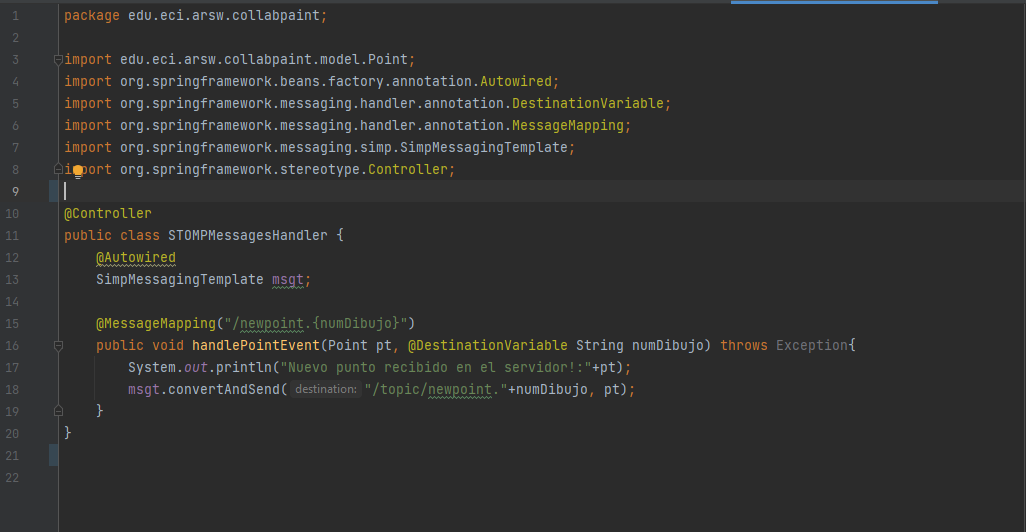 1 package edu.eci.arsw.collabpaint;
2
3 import edu.eci.arsw.collabpaint.model.Point;
4 import org.springframework.beans.factory.annotation.Autowired;
5 import org.springframework.messaging.handler.annotation.DestinationVariable;
6 import org.springframework.messaging.handler.annotation.MessageMapping;
7 import org.springframework.messaging.simp.SimpMessagingTemplate;
8 import org.springframework.stereotype.Controller;
9
10 @Controller
11 public class STOMPMessagesHandler {
12 @Autowired
13 SimpMessagingTemplate msgt;
14
15 @MessageMapping("/newpoint.{numDibujo}")
16 public void handlePointEvent(Point pt, @DestinationVariable String numDibujo) throws Exception{
17 System.out.println("Nuevo punto recibido en el servidor!:"+pt);
18 msgt.convertAndSend( destination: "/topic/newpoint."+numDibujo, pt);
19 }
20 }
21
22